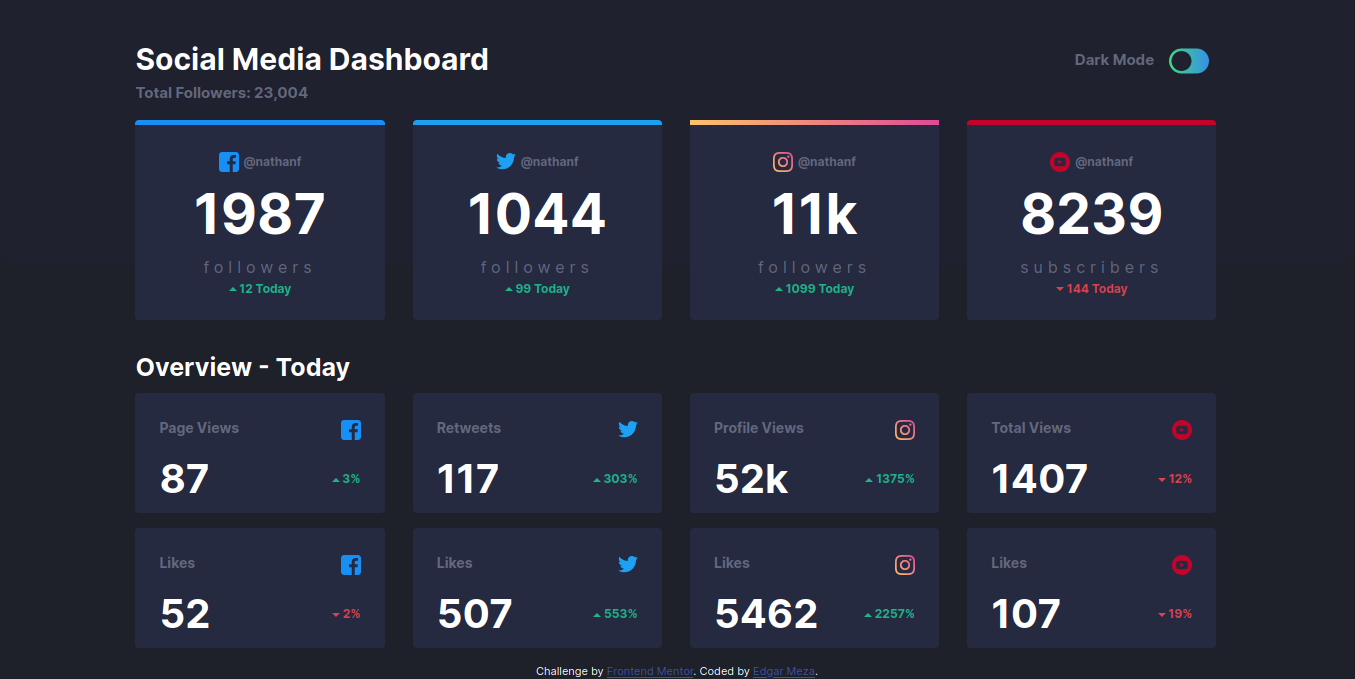 Social Media Dashboard
Dark Mode
Total Followers: 23,004
@nathanf
1987
followers
12 Today
@nathanf
1044
followers
99 Today
@nathanf
11k
followers
1099 Today
@nathanf
8239
subscribers
144 Today
Overview - Today
Page Views
87
3%
Retweets
117
303%
Profile Views
52k
1375%
Total Views
1407
12%
Likes
52
2%
Likes
507
553%
Likes
5462
2257%
Likes
107
19%
Challenge by Frontend Mentor. Coded by Edgar Meza.